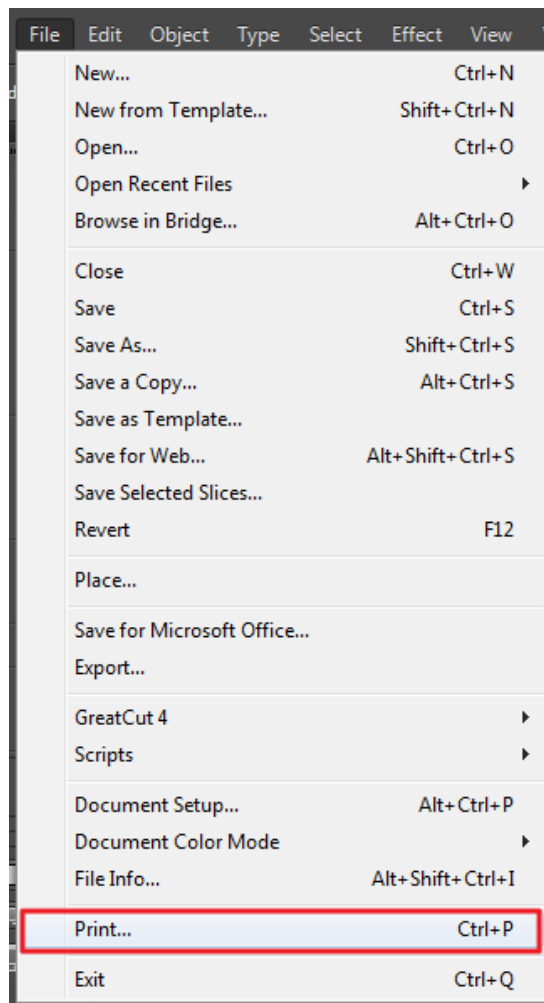 File Edit Object Type Select Effect View
New... Ctrl+N
New from Template... Shift+Ctrl+N
Open... Ctrl+O
Open Recent Files
Browse in Bridge... Alt+Ctrl+O
Close Ctrl+W
Save Ctrl+S
Save As... Shift+Ctrl+S
Save a Copy... Alt+Ctrl+S
Save as Template...
Save for Web... Alt+Shift+Ctrl+S
Save Selected Slices...
Revert F12
Place...
Save for Microsoft Office...
Export...
GreatCut 4
Scripts
Document Setup... Alt+Ctrl+P
Document Color Mode
File Info... Alt+Shift+Ctrl+I
Print... Ctrl+P
Exit Ctrl+Q